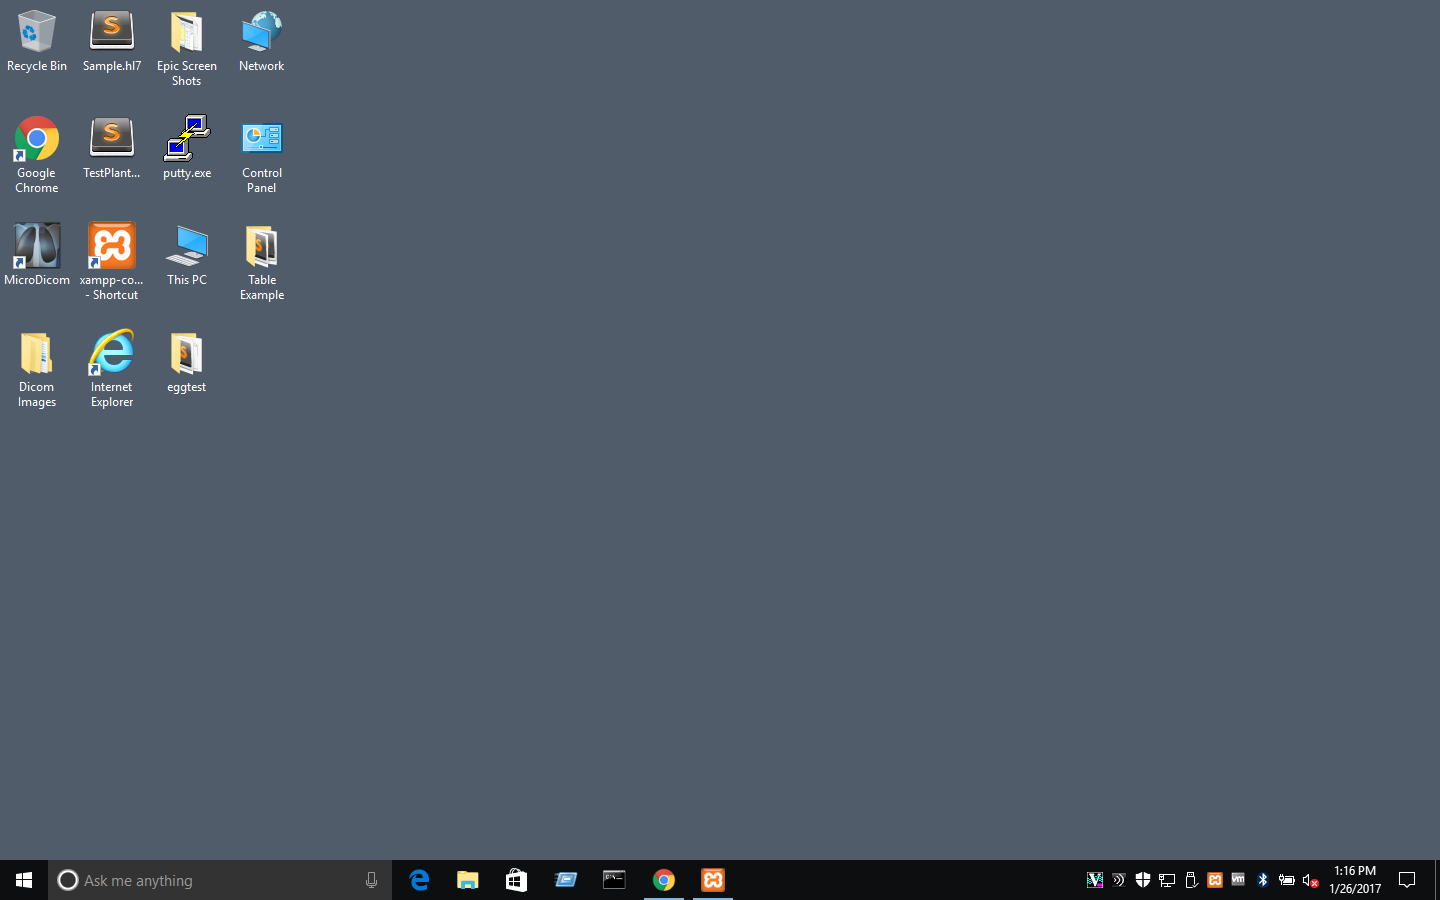 Recycle Bin
Sample.hl7
Epic Screen
Shots
Network
Google
Chrome
TestPlant...
putty.exe
Control
Panel
MicroDicom
xampp-co...
- Shortcut
This PC
Table
Example
Dicom
Images
Internet
Explorer
eggtest
Ask me anything
1:16 PM
1/26/2017